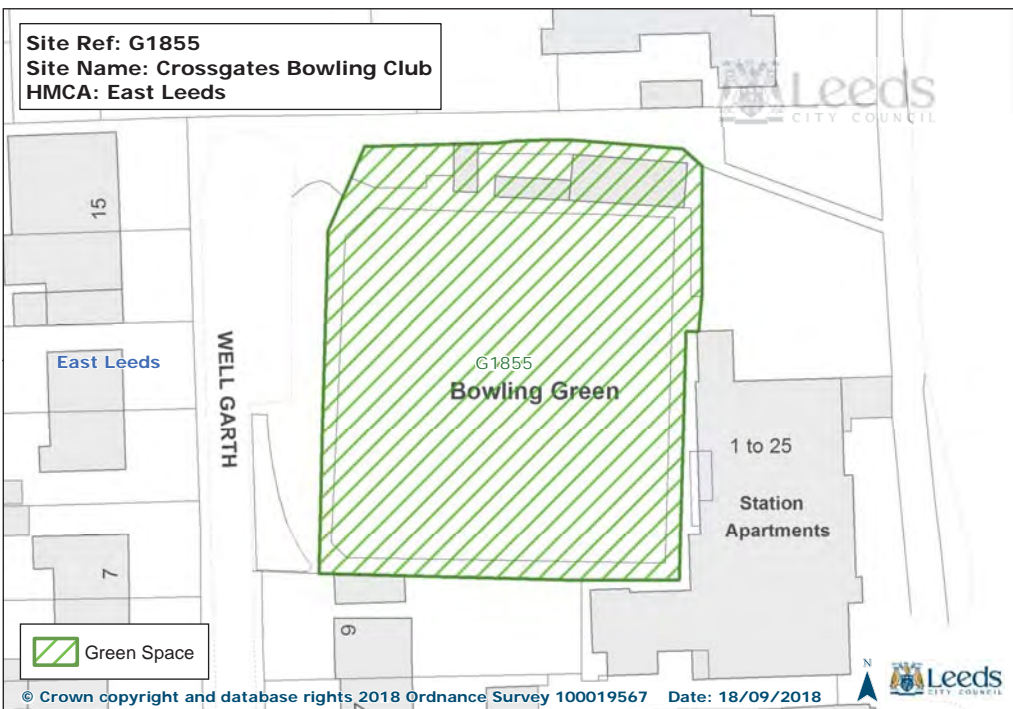 Site Ref: G1855
Site Name: Crossgates Bowling Club
HMCA: East Leeds
Leeds
CITY COUNCIL
15
East Leeds
WELL GARTH
G1855
Bowling Green
1 to 25
Station
Apartments
7
9
Green Space
© Crown copyright and database rights 2018 Ordnance Survey 100019567 Date: 18/09/2018
N
Leeds
CITY COUNCIL